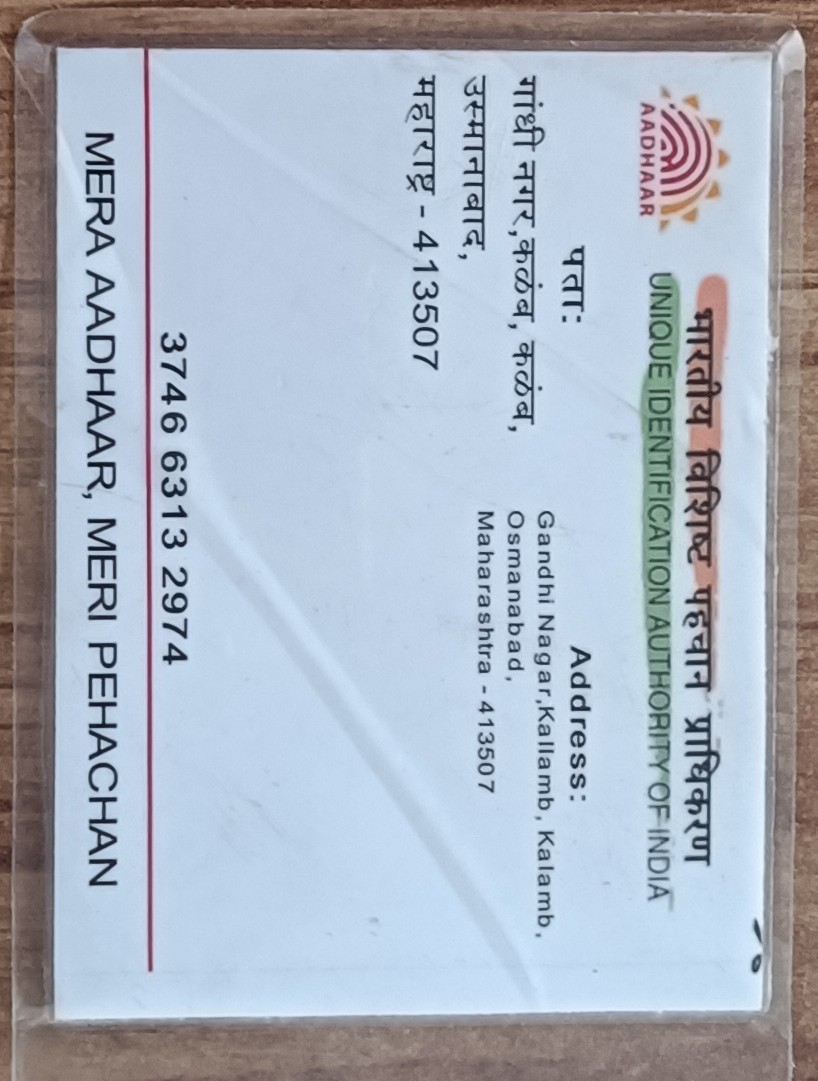 भारतीय विशिष्ट पहचान प्राधिकरण
UNIQUE IDENTIFICATION AUTHORITY OF INDIA
AADHAAR
पता:
गांधी नगर,कळंब, कळंब,
उस्मानाबाद,
महाराष्ट्र - 413507
Address:
Gandhi Nagar,Kallamb, Kalamb,
Osmanabad,
Maharashtra - 413507
3746 6313 2974
MERA AADHAAR, MERI PEHACHAN